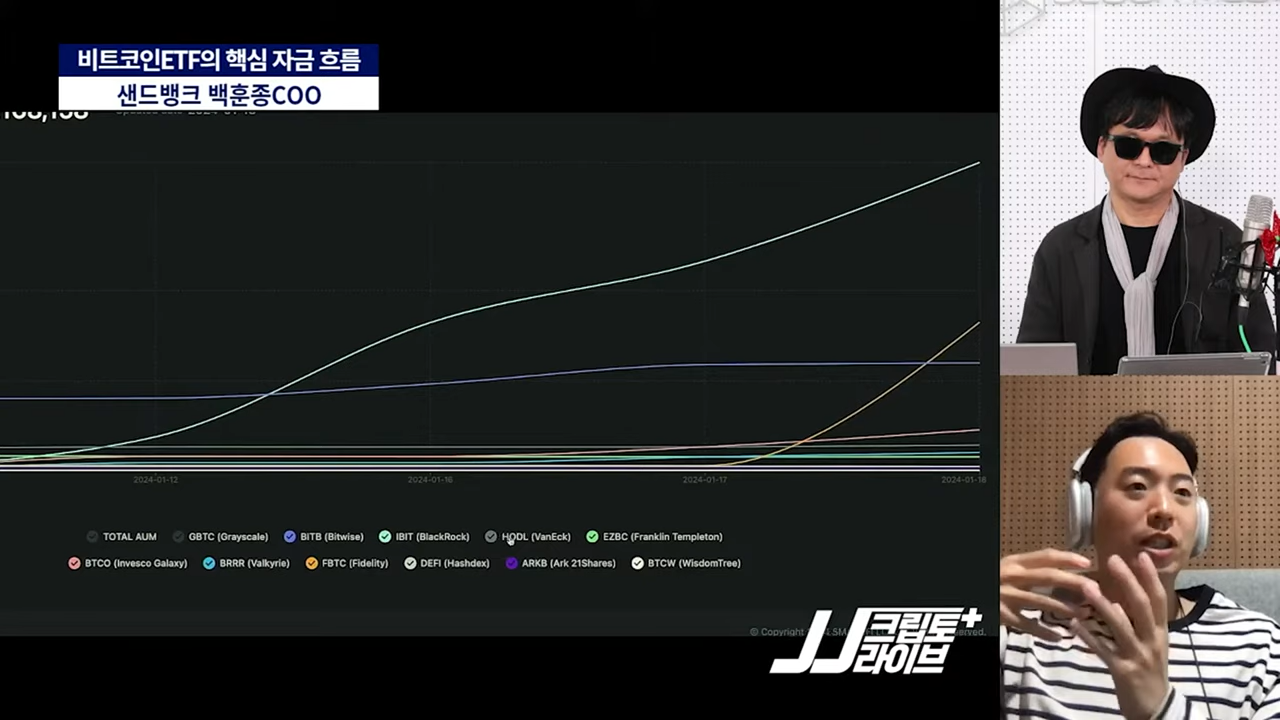 비트코인ETF의 핵심 자금 흐름
샌드뱅크 백훈종COO
2024-01-12
2024-01-16
2024-01-17
2024-01-18
TOTAL AUM
GBTC (Grayscale)
BITB (Bitwise)
IBIT (BlackRock)
HODL (VanEck)
EZBC (Franklin Templeton)
BTCO (Invesco Galaxy)
BRRR (Valkyrie)
FBTC (Fidelity)
DEFI (Hashdex)
ARKB (Ark 21Shares)
BTCW (WisdomTree)
© Copyright
JJ크립토+
라이브